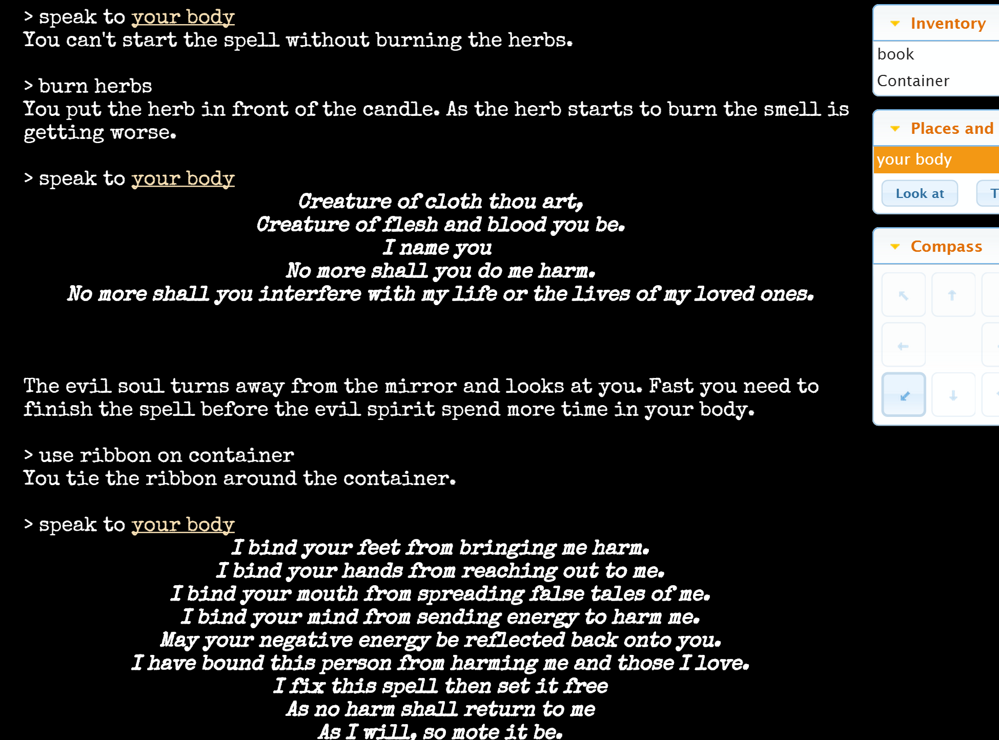 > speak to your body
You can't start the spell without burning the herbs.
> burn herbs
You put the herb in front of the candle. As the herb starts to burn the smell is
getting worse.
> speak to your body
Creature of cloth thou art,
Creature of flesh and blood you be.
I name you
No more shall you do me harm.
No more shall you interfere with my life or the lives of my loved ones.
The evil soul turns away from the mirror and looks at you. Fast you need to
finish the spell before the evil spirit spend more time in your body.
> use ribbon on container
You tie the ribbon around the container.
> speak to your body
I bind your feet from bringing me harm.
I bind your hands from reaching out to me.
I bind your mouth from spreading false tales of me.
I bind your mind from sending energy to harm me.
May your negative energy be reflected back onto you.
I have bound this person from harming me and those I love.
I fix this spell then set it free
As no harm shall return to me
As I will, so mote it be.
Inventory
book
Container
Places and
your body
Look at
Compass